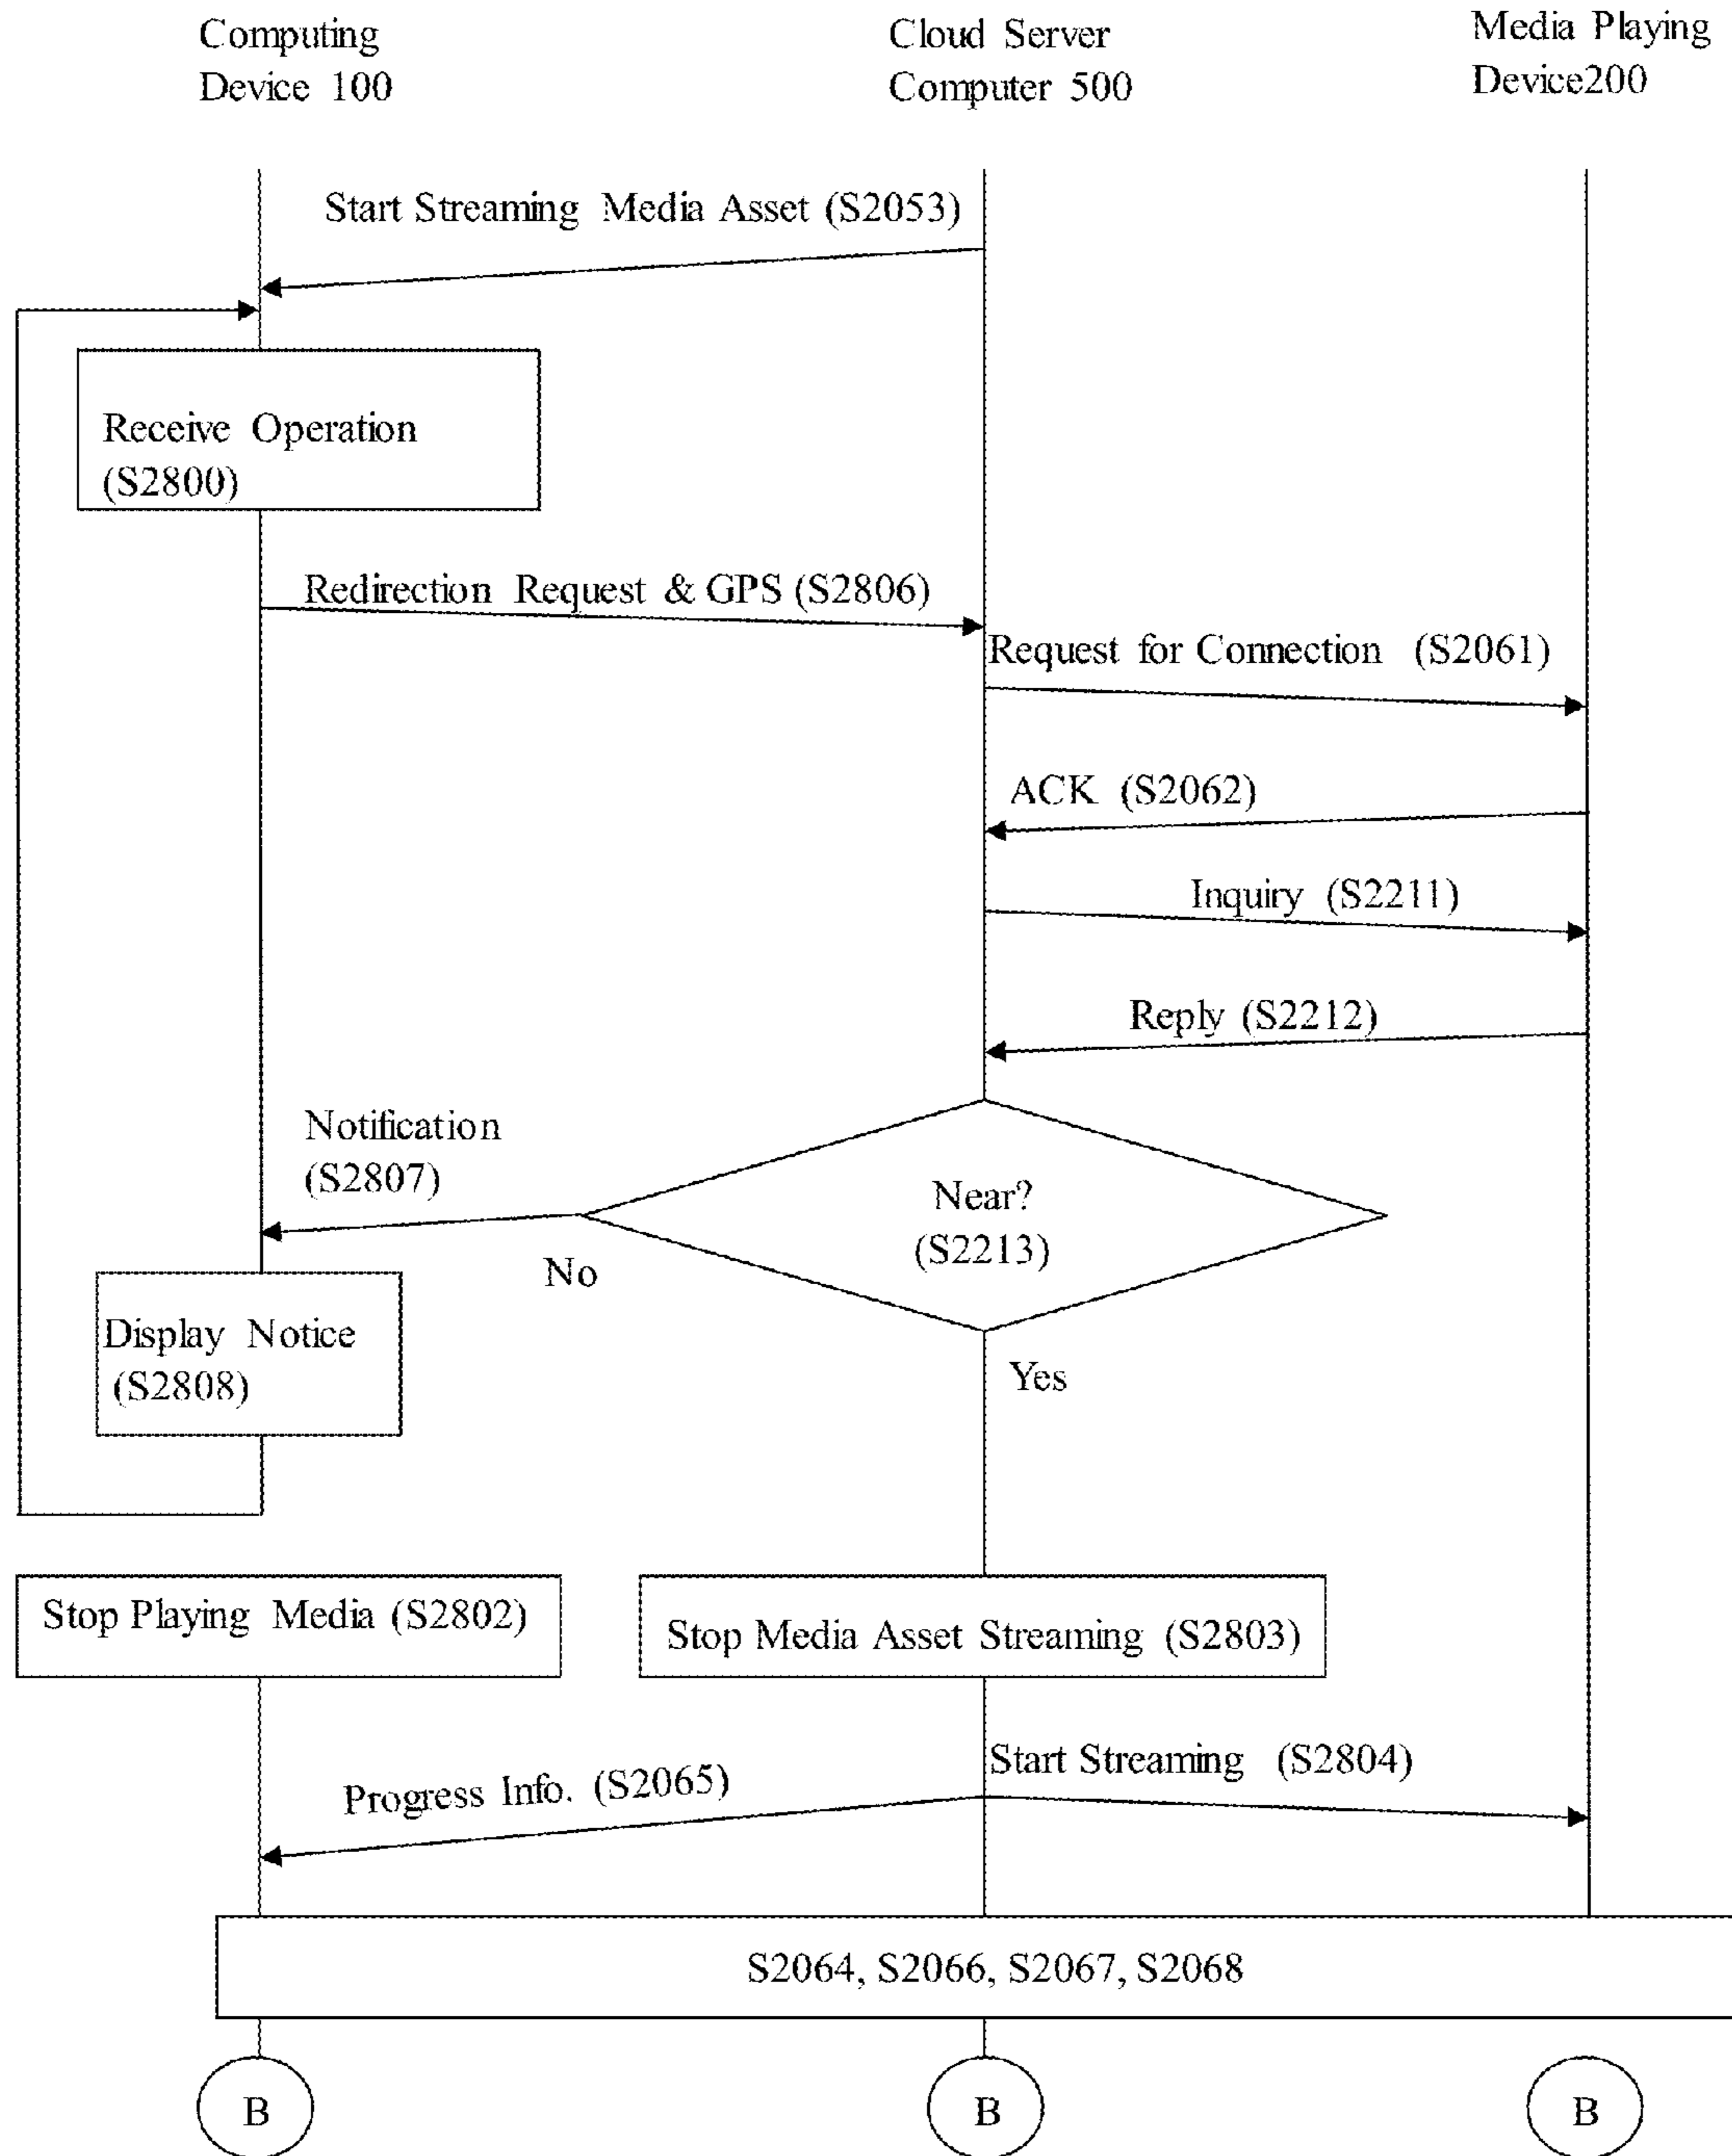 Computing
Device 100
Cloud Server
Computer 500
Media Playing
Device200
Start Streaming Media Asset (S2053)
Receive Operation
(S2800)
Redirection Request & GPS (S2806)
Request for Connection (S2061)
ACK (S2062)
Inquiry (S2211)
Reply (S2212)
Notification
(S2807)
Near?
(S2213)
No
Display Notice
(S2808)
Yes
Stop Playing Media (S2802)
Stop Media Asset Streaming (S2803)
Start Streaming (S2804)
Progress Info. (S2065)
S2064, S2066, S2067, S2068
B
B
B